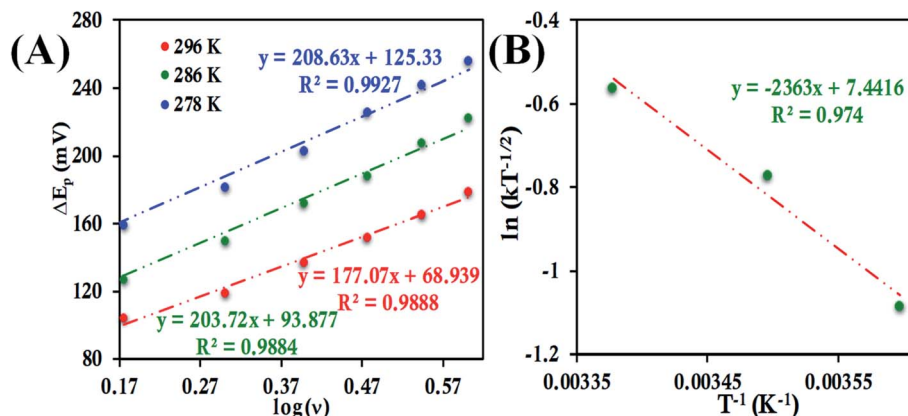 (A)
280
240
200
160
120
80
ΔEₚ (mV)
296 K
286 K
278 K
y = 208.63x + 125.33
R² = 0.9927
y = 177.07x + 68.939
R² = 0.9888
y = 203.72x + 93.877
R² = 0.9884
0.17 0.27 0.37 0.47 0.57
log(ν)
(B)
-0.4
-0.6
-0.8
-1
-1.2
ln (kT⁻¹/²)
y = -2363x + 7.4416
R² = 0.974
0.00335 0.00345 0.00355
T⁻¹ (K⁻¹)